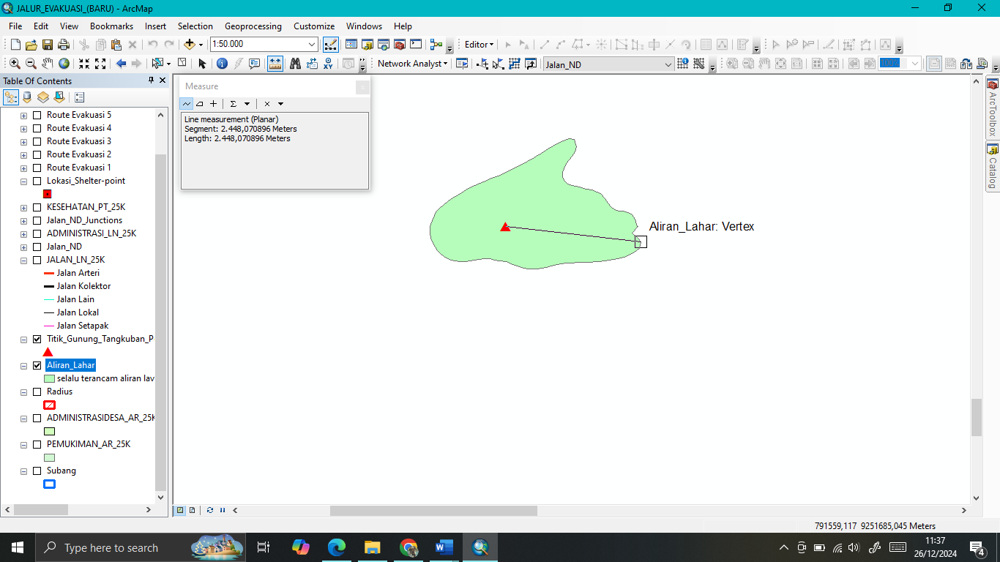 JALUR_EVAKUASI_(BARU) - ArcMap
File Edit View Bookmarks Insert Selection Geoprocessing Customize Windows Help
1:50.000
Editor
Network Analyst
Jalan_ND
100%
Table Of Contents
Route Evakuasi 5
Route Evakuasi 4
Route Evakuasi 3
Route Evakuasi 2
Route Evakuasi 1
Lokasi_Shelter-point
KESEHATAN_PT_25K
Jalan_ND_Junctions
ADMINISTRASI_LN_25K
Jalan_ND
JALAN_LN_25K
Jalan Arteri
Jalan Kolektor
Jalan Lain
Jalan Lokal
Jalan Setapak
Titik_Gunung_Tangkuban_P
Aliran_Lahar
selalu terancam aliran lav
Radius
ADMINISTRASIDESA_AR_25K
PEMUKIMAN_AR_25K
Subang
Measure
Line measurement (Planar)
Segment: 2.448,070896 Meters
Length: 2.448,070896 Meters
Aliran_Lahar: Vertex
ArcToolbox
Catalog
791559,117 9251685,045 Meters
Type here to search
11:37
26/12/2024
4